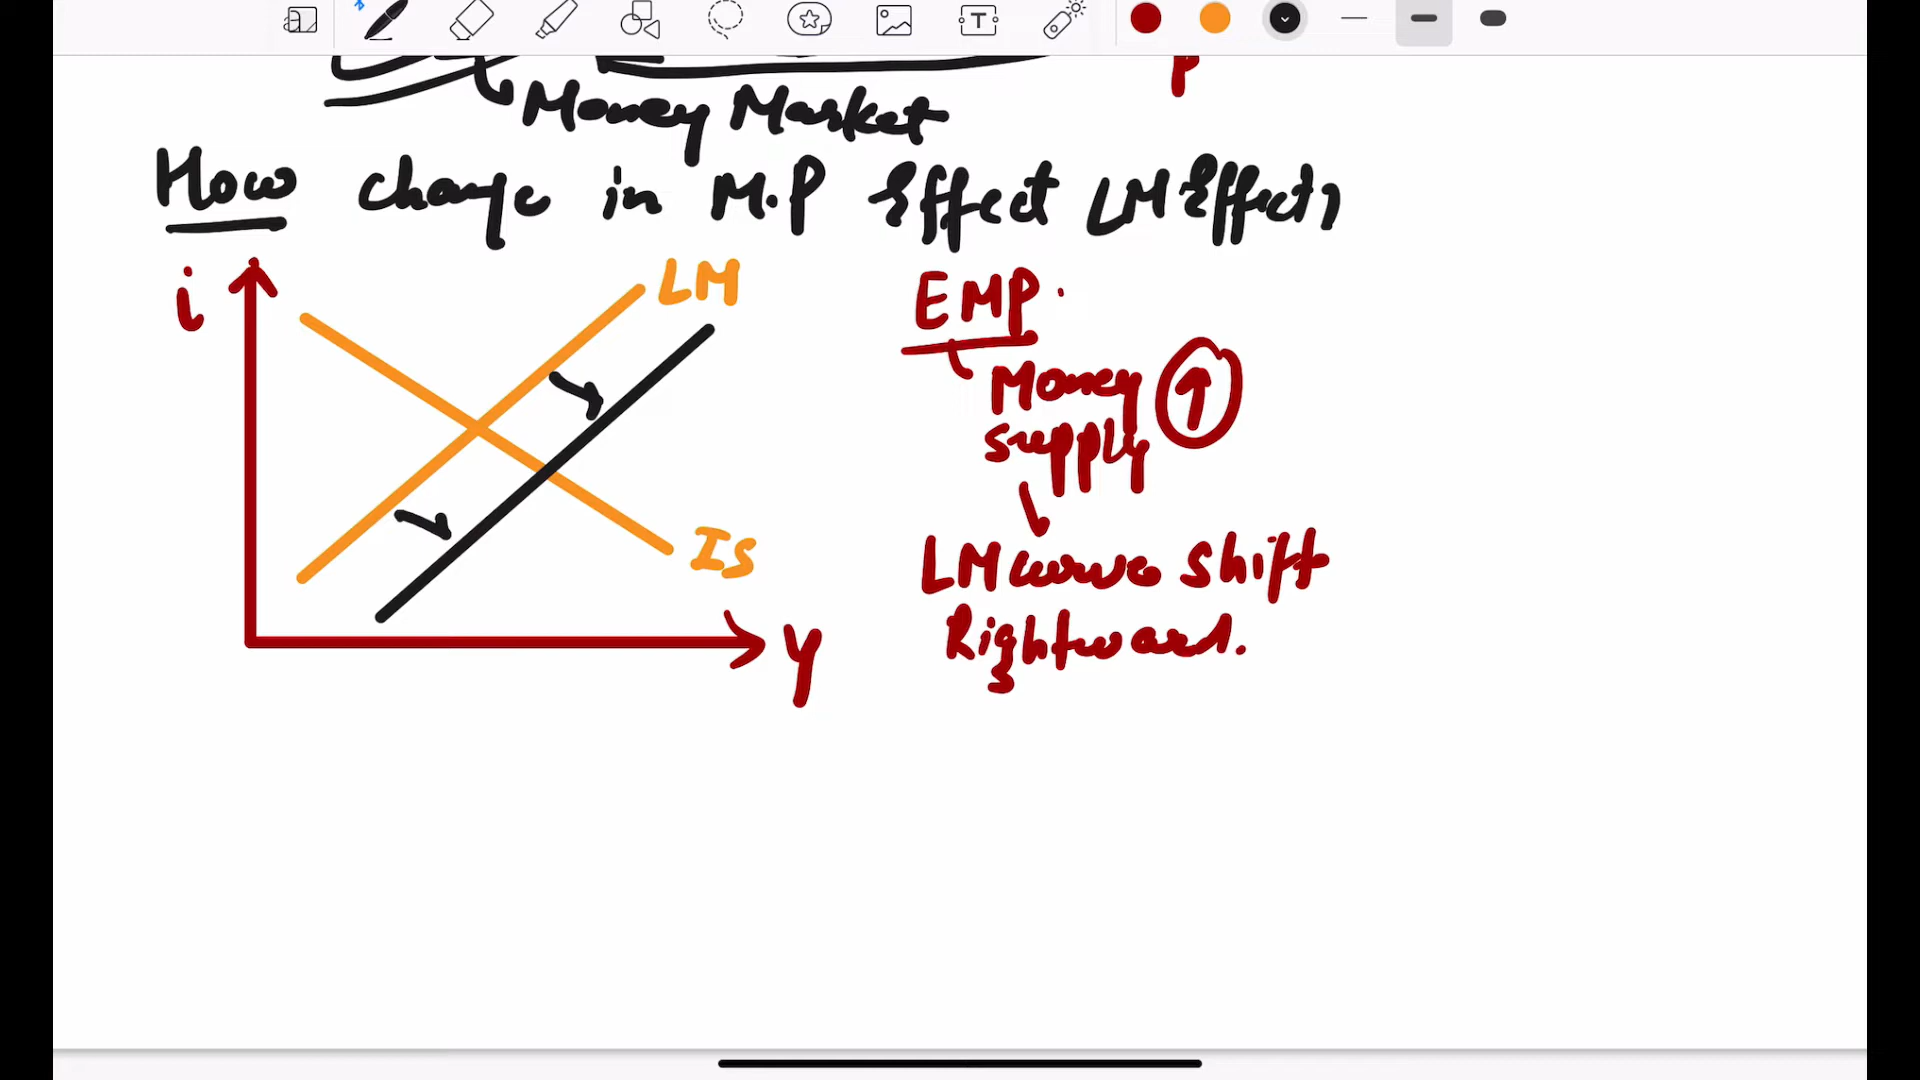 Money Market
How change in M.P Effect LM Effect?
i
LM
IS
y
EMP.
Money ↑
supply
↓
LM curve shift
Rightward.